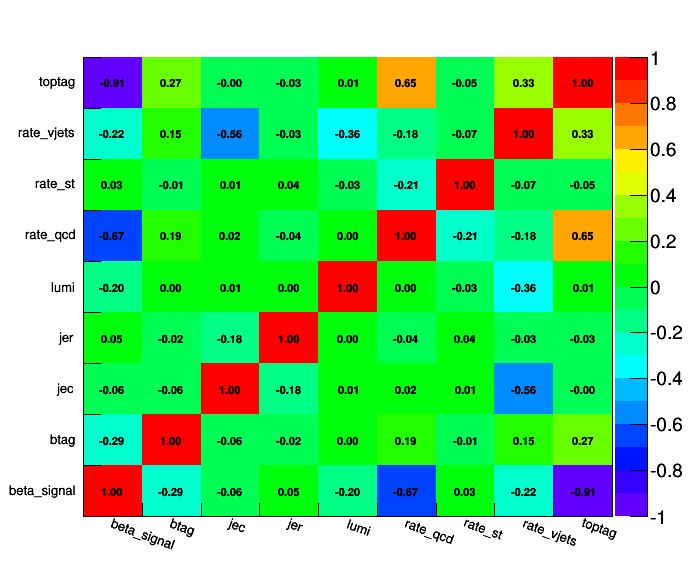 toptag -0.91 0.27 -0.00 -0.03 0.01 0.65 -0.05 0.33 1.00
rate_vjets -0.22 0.15 -0.56 -0.03 -0.36 -0.18 -0.07 1.00 0.33
rate_st 0.03 -0.01 0.01 0.04 -0.03 -0.21 1.00 -0.07 -0.05
rate_qcd -0.67 0.19 0.02 -0.04 0.00 1.00 -0.21 -0.18 0.65
lumi -0.20 0.00 0.01 0.00 1.00 0.00 -0.03 -0.36 0.01
jer 0.05 -0.02 -0.18 1.00 0.00 -0.04 0.04 -0.03 -0.03
jec -0.06 -0.06 1.00 -0.18 0.01 0.02 0.01 -0.56 -0.00
btag -0.29 1.00 -0.06 -0.02 0.00 0.19 -0.01 0.15 0.27
beta_signal 1.00 -0.29 -0.06 0.05 -0.20 -0.67 0.03 -0.22 -0.91
beta_signal btag jec jer lumi rate_qcd rate_st rate_vjets toptag
1
0.8
0.6
0.4
0.2
0
-0.2
-0.4
-0.6
-0.8
-1